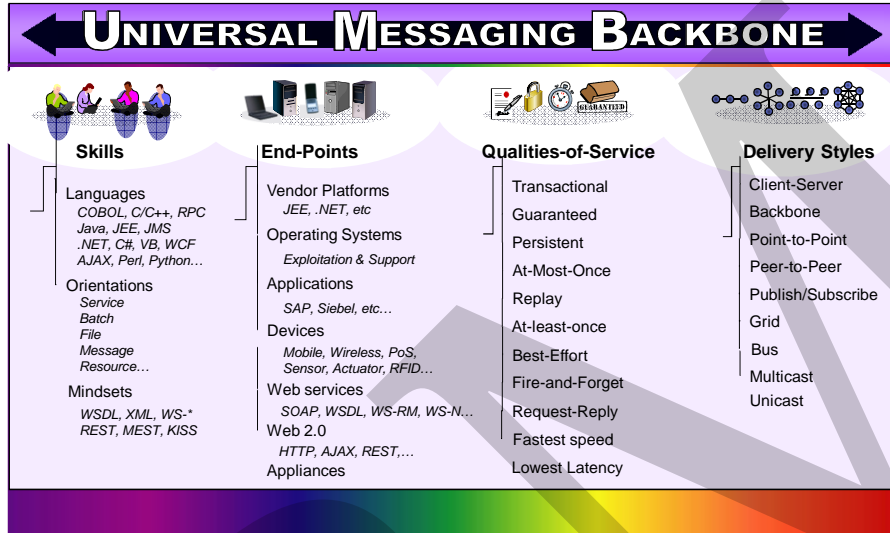 UNIVERSAL MESSAGING BACKBONE
GUARANTEED
Skills
Languages
COBOL, C/C++, RPC
Java, JEE, JMS
.NET, C#, VB, WCF
AJAX, Perl, Python…
Orientations
Service
Batch
File
Message
Resource…
Mindsets
WSDL, XML, WS-*
REST, MEST, KISS
End-Points
Vendor Platforms
JEE, .NET, etc
Operating Systems
Exploitation & Support
Applications
SAP, Siebel, etc…
Devices
Mobile, Wireless, PoS,
Sensor, Actuator, RFID…
Web services
SOAP, WSDL, WS-RM, WS-N…
Web 2.0
HTTP, AJAX, REST,…
Appliances
Qualities-of-Service
Transactional
Guaranteed
Persistent
At-Most-Once
Replay
At-least-once
Best-Effort
Fire-and-Forget
Request-Reply
Fastest speed
Lowest Latency
Delivery Styles
Client-Server
Backbone
Point-to-Point
Peer-to-Peer
Publish/Subscribe
Grid
Bus
Multicast
Unicast